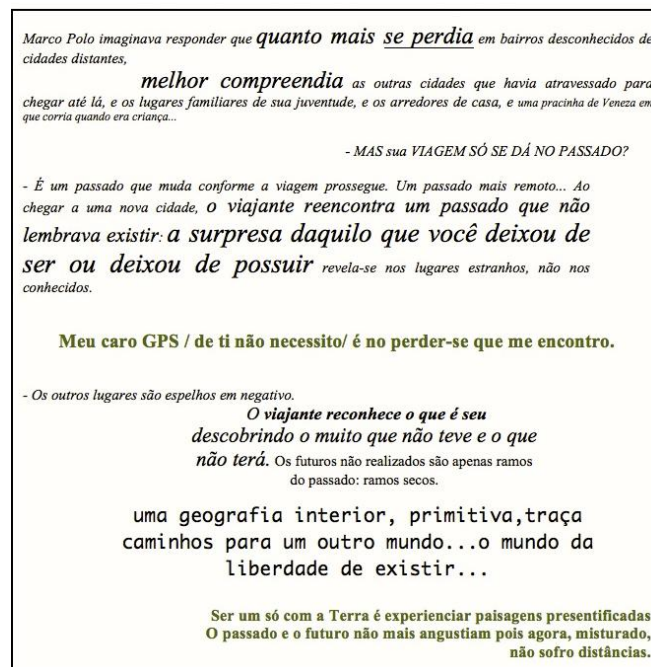 Marco Polo imaginava responder que quanto mais se perdia em bairros desconhecidos de
cidades distantes,
melhor compreendia as outras cidades que havia atravessado para
chegar até lá, e os lugares familiares de sua juventude, e os arredores de casa, e uma pracinha de Veneza em
que corria quando era criança...
- MAS sua VIAGEM SÓ SE DÁ NO PASSADO?
- É um passado que muda conforme a viagem prossegue. Um passado mais remoto... Ao
chegar a uma nova cidade, o viajante reencontra um passado que não
lembrava existir: a surpresa daquilo que você deixou de
ser ou deixou de possuir revela-se nos lugares estranhos, não nos
conhecidos.
Meu caro GPS / de ti não necessito/ é no perder-se que me encontro.
- Os outros lugares são espelhos em negativo.
O viajante reconhece o que é seu
descobrindo o muito que não teve e o que
não terá. Os futuros não realizados são apenas ramos
do passado: ramos secos.
uma geografia interior, primitiva,traça
caminhos para um outro mundo...o mundo da
liberdade de existir...
Ser um só com a Terra é experienciar paisagens presentificadas
O passado e o futuro não mais angustiam pois agora, misturado,
não sofro distâncias.